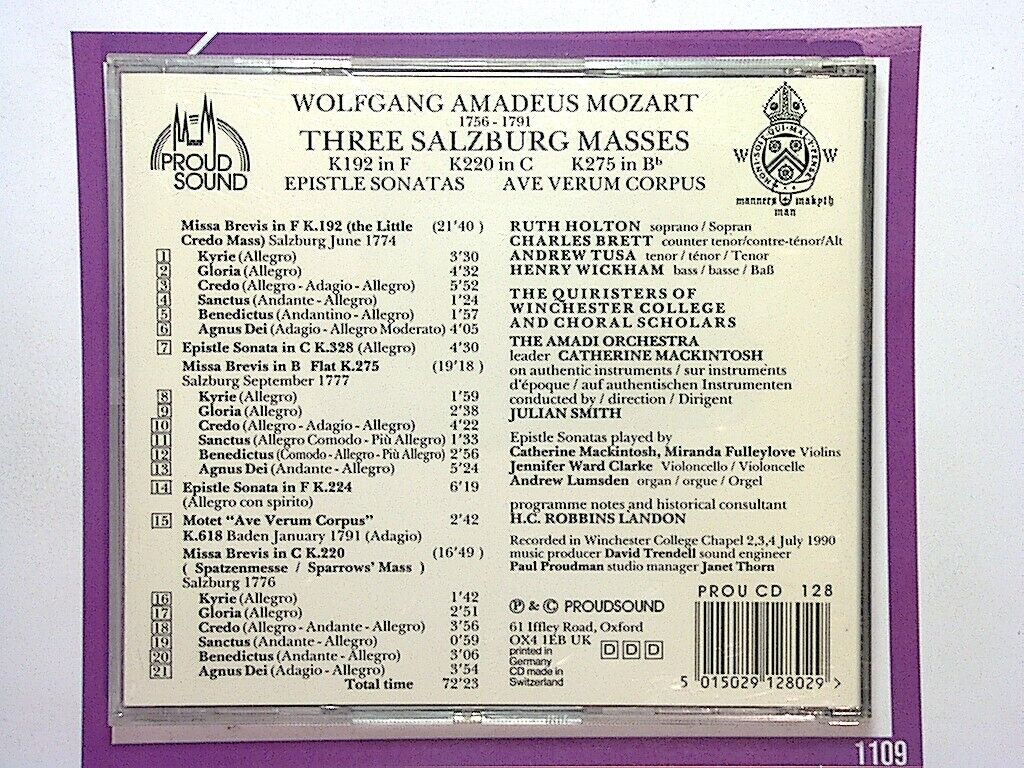 WOLFGANG AMADEUS MOZART
1756 - 1791
THREE SALZBURG MASSES
K192 in F K220 in C K275 in Bb
EPISTLE SONATAS AVE VERUM CORPUS
PROUD
SOUND
HONI·SOIT·QUI·MAL·Y·PENSE
W W
manners makyth
man
Missa Brevis in F K.192 (the Little (21'40 )
Credo Mass) Salzburg June 1774
1 Kyrie (Allegro) 3'30
2 Gloria (Allegro) 4'32
3 Credo (Allegro - Adagio - Allegro) 5'52
4 Sanctus (Andante - Allegro) 1'24
5 Benedictus (Andantino - Allegro) 1'57
6 Agnus Dei (Adagio - Allegro Moderato) 4'05
7 Epistle Sonata in C K.328 (Allegro) 4'30
Missa Brevis in B Flat K.275 (19'18 )
Salzburg September 1777
8 Kyrie (Allegro) 1'59
9 Gloria (Allegro) 2'38
10 Credo (Allegro - Adagio - Allegro) 4'22
11 Sanctus (Allegro Comodo - Più Allegro) 1'33
12 Benedictus (Comodo - Allegro - Più Allegro) 2'56
13 Agnus Dei (Andante - Allegro) 5'24
14 Epistle Sonata in F K.224 6'19
(Allegro con spirito)
15 Motet "Ave Verum Corpus" 2'42
K.618 Baden January 1791 (Adagio)
Missa Brevis in C K.220 (16'49 )
( Spatzenmesse / Sparrows' Mass )
Salzburg 1776
16 Kyrie (Allegro) 1'42
17 Gloria (Allegro) 2'51
18 Credo (Allegro - Andante - Allegro) 3'56
19 Sanctus (Andante - Allegro) 0'59
20 Benedictus (Andante - Allegro) 3'06
21 Agnus Dei (Adagio - Allegro) 3'54
Total time 72'23
RUTH HOLTON soprano / Sopran
CHARLES BRETT counter tenor/contre-ténor/Alt
ANDREW TUSA tenor / ténor / Tenor
HENRY WICKHAM bass / basse / Baß
THE QUIRISTERS OF
WINCHESTER COLLEGE
AND CHORAL SCHOLARS
THE AMADI ORCHESTRA
leader CATHERINE MACKINTOSH
on authentic instruments / sur instruments
d'époque / auf authentischen Instrumenten
conducted by / direction / Dirigent
JULIAN SMITH
Epistle Sonatas played by
Catherine Mackintosh, Miranda Fulleylove Violins
Jennifer Ward Clarke Violoncello / Violoncelle
Andrew Lumsden organ / orgue / Orgel
programme notes and historical consultant
H.C. ROBBINS LANDON
Recorded in Winchester College Chapel 2,3,4 July 1990
music producer David Trendell sound engineer
Paul Proudman studio manager Janet Thorn
Ⓟ & © PROUDSOUND
61 Iffley Road, Oxford
OX4 1EB UK
printed in
Germany
CD made in
Switzerland
D D D
PROU CD 128
5 015029 128029 >
1109